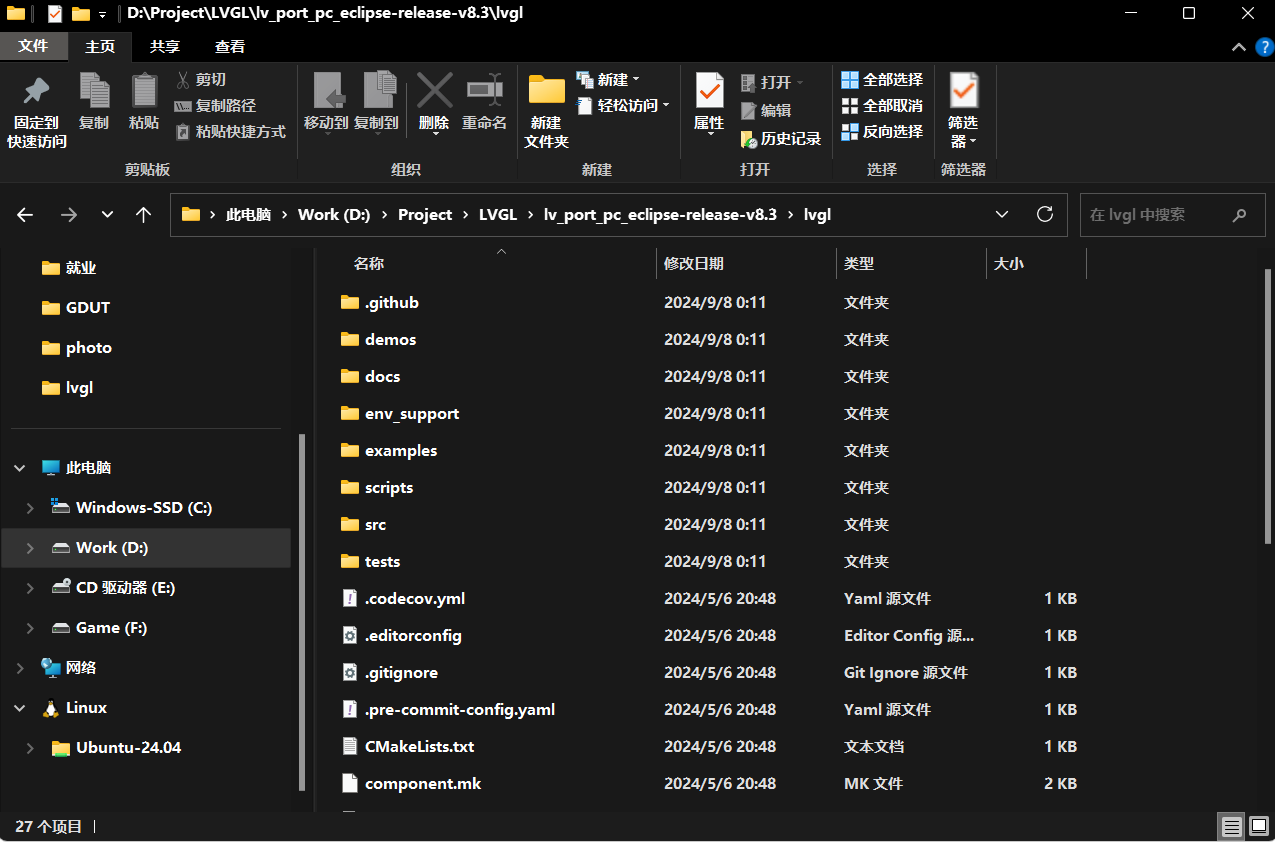 D:\Project\LVGL\lv_port_pc_eclipse-release-v8.3\lvgl
文件 主页 共享 查看
固定到快速访问
复制
粘贴
剪切
复制路径
粘贴快捷方式
剪贴板
移动到 复制到 删除 重命名
组织
新建文件夹
新建
轻松访问
新建
属性
打开
编辑
历史记录
打开
全部选择
全部取消
反向选择
选择
筛选器
筛选器
此电脑 Work (D:) Project LVGL lv_port_pc_eclipse-release-v8.3 lvgl
在 lvgl 中搜索
就业
GDUT
photo
lvgl
此电脑
Windows-SSD (C:)
Work (D:)
CD 驱动器 (E:)
Game (F:)
网络
Linux
Ubuntu-24.04
名称 修改日期 类型 大小
.github 2024/9/8 0:11 文件夹
demos 2024/9/8 0:11 文件夹
docs 2024/9/8 0:11 文件夹
env_support 2024/9/8 0:11 文件夹
examples 2024/9/8 0:11 文件夹
scripts 2024/9/8 0:11 文件夹
src 2024/9/8 0:11 文件夹
tests 2024/9/8 0:11 文件夹
.codecov.yml 2024/5/6 20:48 Yaml 源文件 1 KB
.editorconfig 2024/5/6 20:48 Editor Config 源... 1 KB
.gitignore 2024/5/6 20:48 Git Ignore 源文件 1 KB
.pre-commit-config.yaml 2024/5/6 20:48 Yaml 源文件 1 KB
CMakeLists.txt 2024/5/6 20:48 文本文档 1 KB
component.mk 2024/5/6 20:48 MK 文件 2 KB
27 个项目